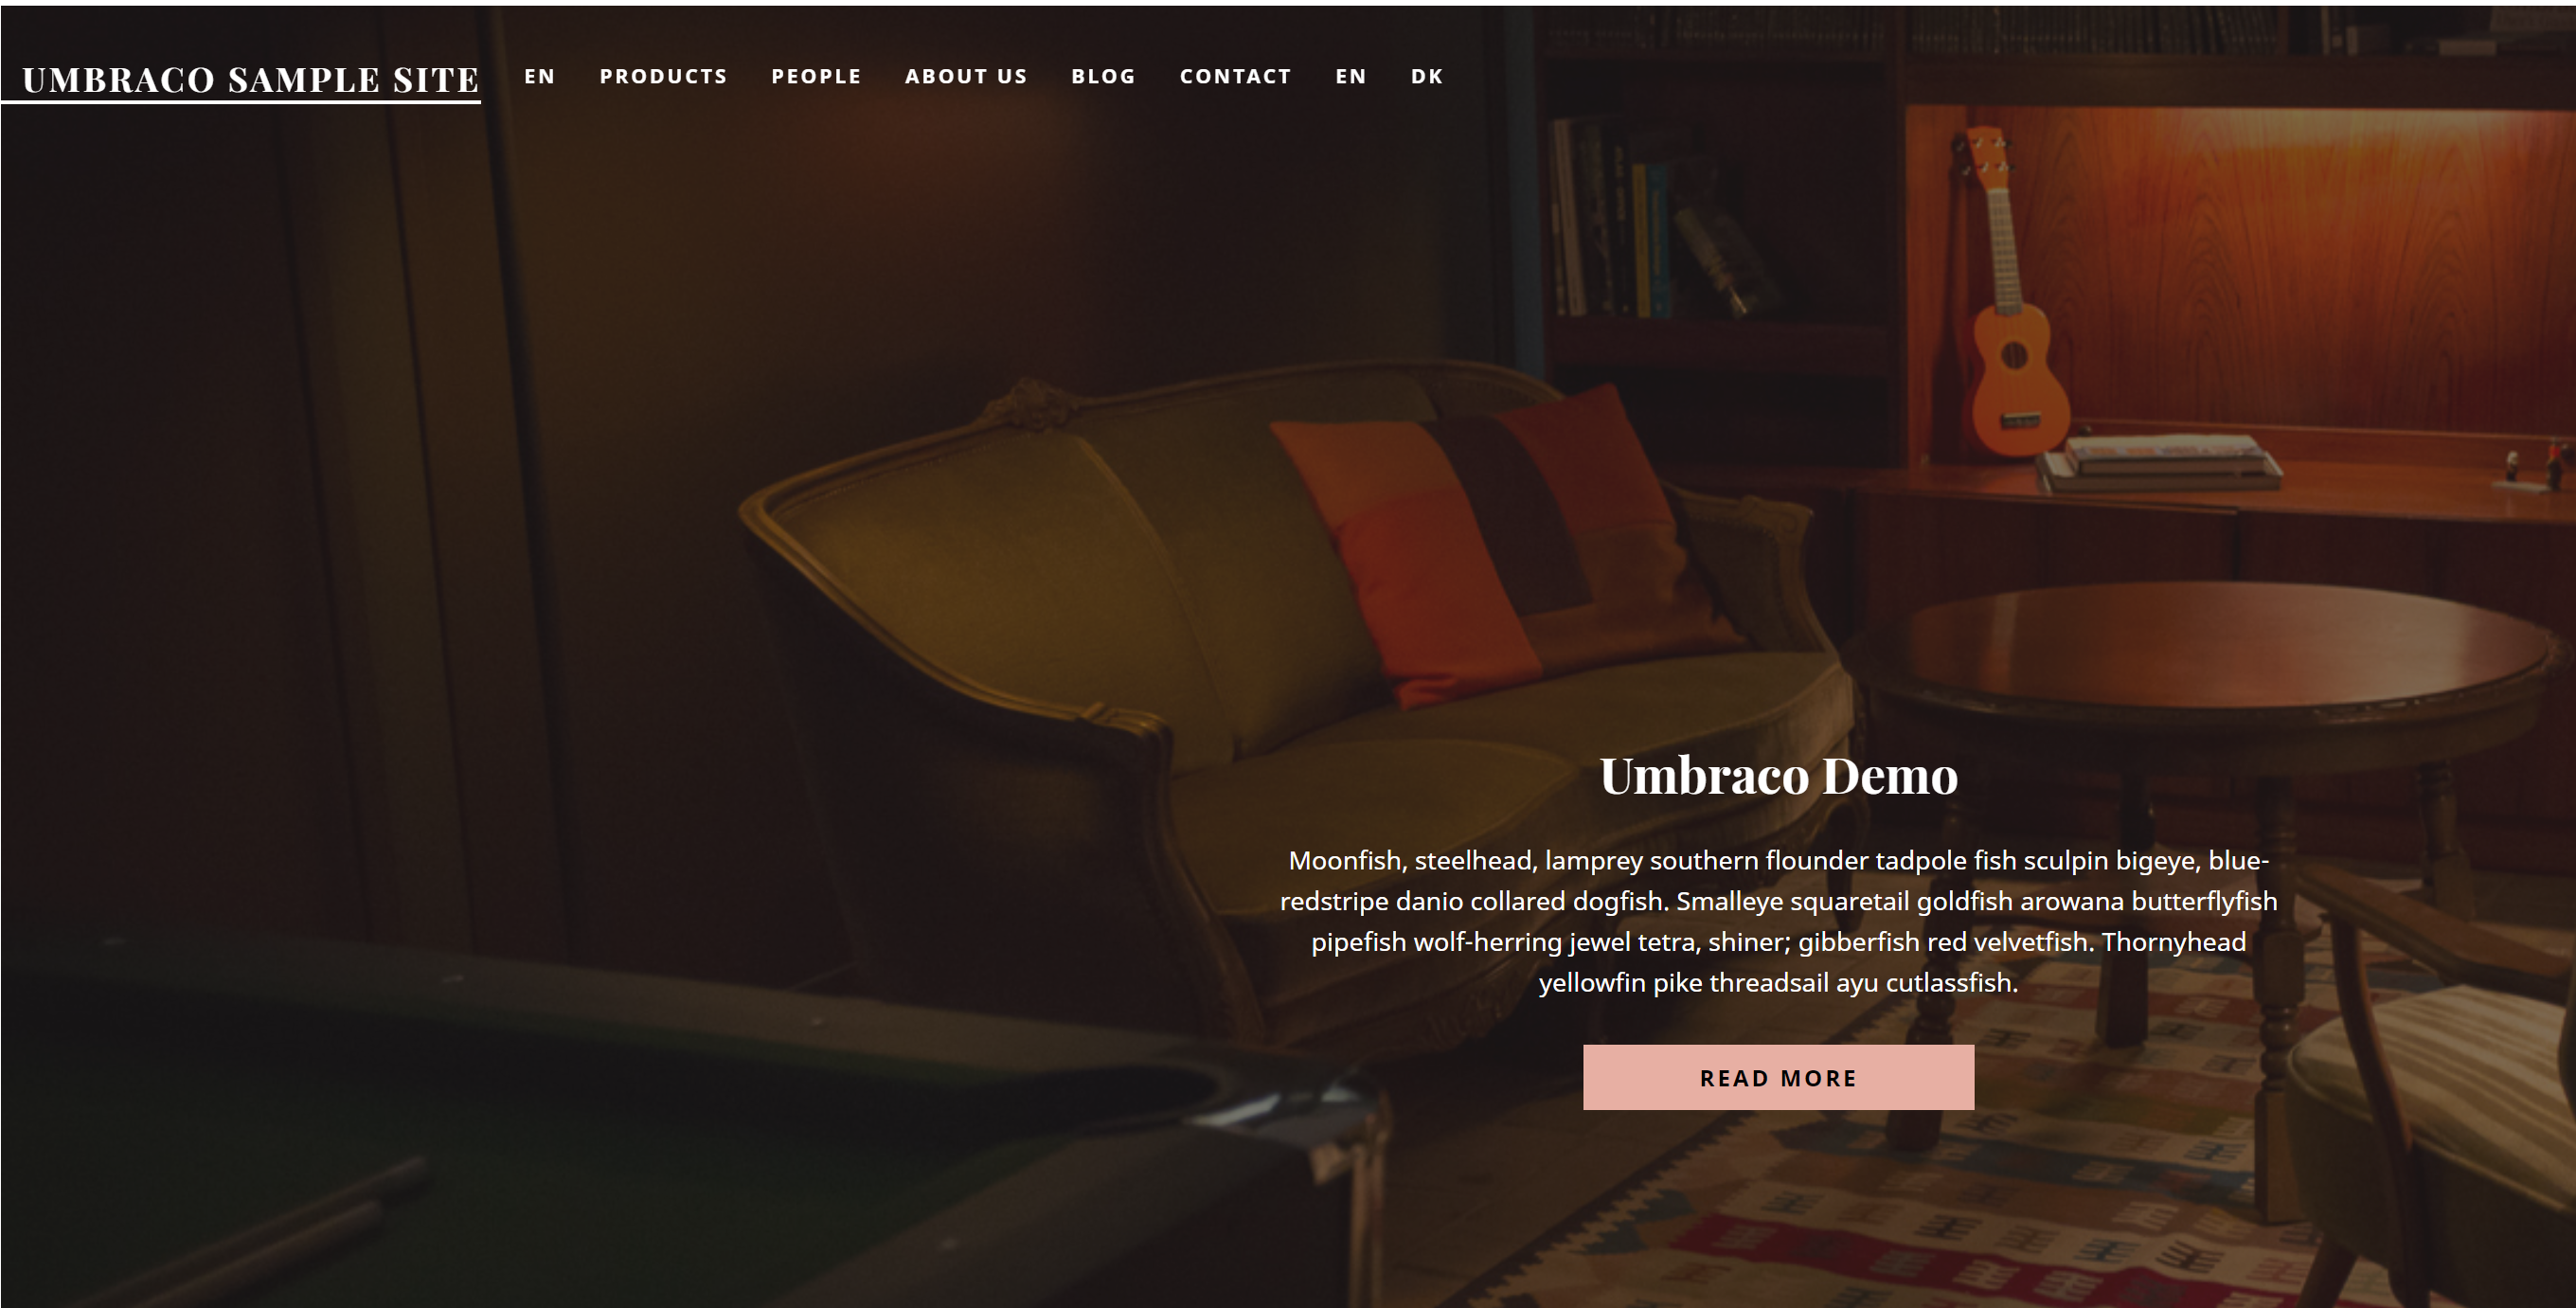 UMBRACO SAMPLE SITE EN PRODUCTS PEOPLE ABOUT US BLOG CONTACT EN DK
Umbraco Demo
Moonfish, steelhead, lamprey southern flounder tadpole fish sculpin bigeye, blue-
redstripe danio collared dogfish. Smalleye squaretail goldfish arowana butterflyfish
pipefish wolf-herring jewel tetra, shiner; gibberfish red velvetfish. Thornyhead
yellowfin pike threadsail ayu cutlassfish.
READ MORE